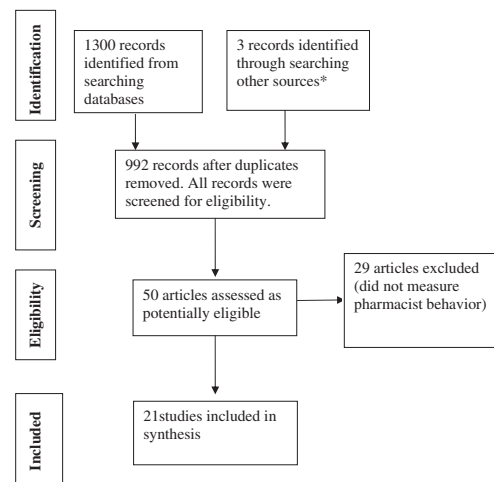 Identification
1300 records
identified from
searching
databases
3 records identified
through searching
other sources*
Screening
992 records after duplicates
removed. All records were
screened for eligibility.
Eligibility
50 articles assessed as
potentially eligible
29 articles excluded
(did not measure
pharmacist behavior)
Included
21studies included in
synthesis